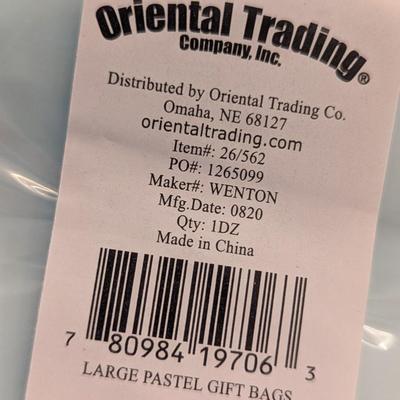 Oriental Trading®
Company, Inc.
Distributed by Oriental Trading Co.
Omaha, NE 68127
orientaltrading.com
Item#: 26/562
PO#: 1265099
Maker#: WENTON
Mfg.Date: 0820
Qty: 1DZ
Made in China
7 80984 19706 3
LARGE PASTEL GIFT BAGS